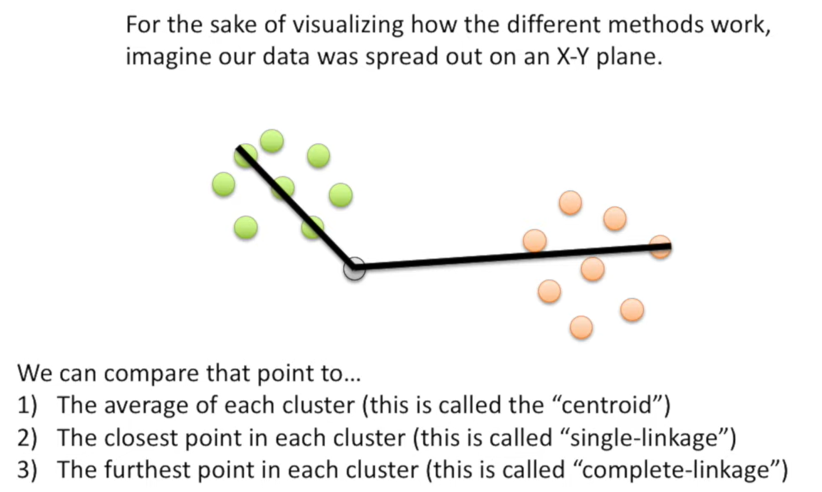 For the sake of visualizing how the different methods work,
imagine our data was spread out on an X-Y plane.
We can compare that point to…
1) The average of each cluster (this is called the “centroid”)
2) The closest point in each cluster (this is called “single-linkage”)
3) The furthest point in each cluster (this is called “complete-linkage”)